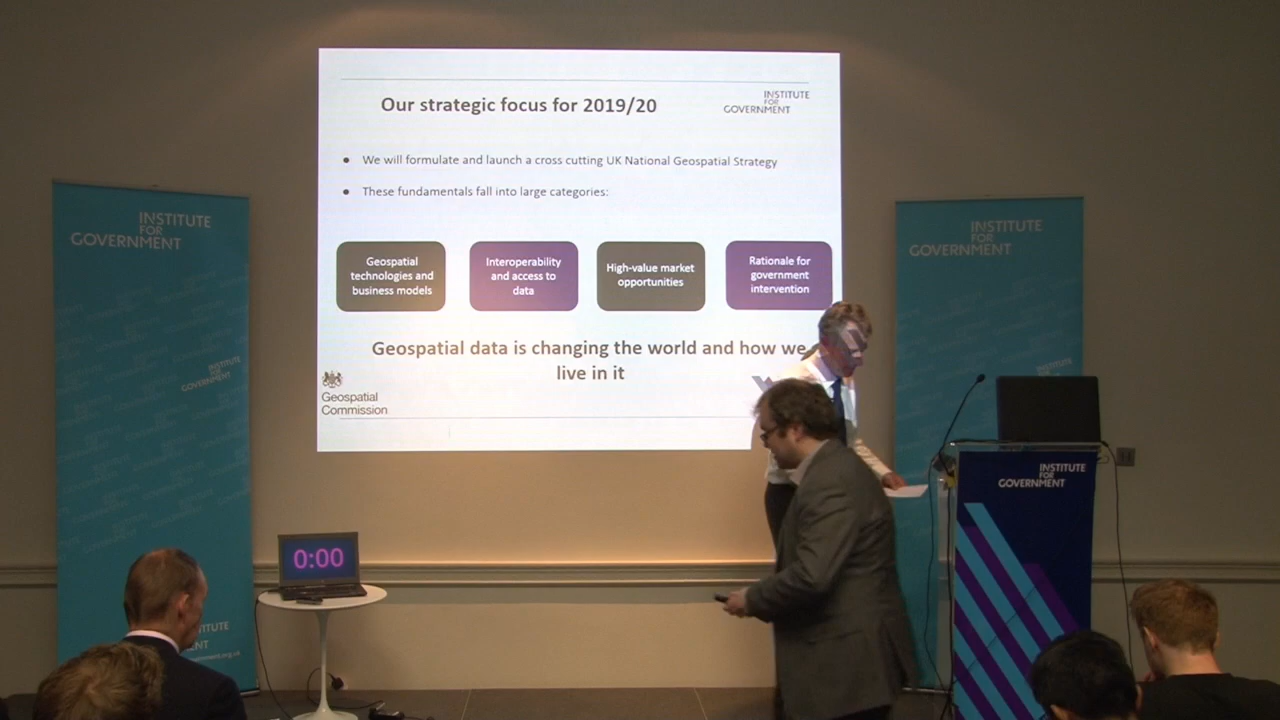 Our strategic focus for 2019/20
INSTITUTE
FOR
GOVERNMENT
• We will formulate and launch a cross cutting UK National Geospatial Strategy
• These fundamentals fall into large categories:
Geospatial
technologies and
business models
Interoperability
and access to
data
High-value market
opportunities
Rationale for
government
intervention
Geospatial data is changing the world and how we
live in it
Geospatial
Commission
INSTITUTE
FOR
GOVERNMENT
INSTITUTE
FOR
GOVERNMENT
INSTITUTE
FOR
GOVERNMENT
INSTITUTE
FOR
GOVERNMENT
0:00